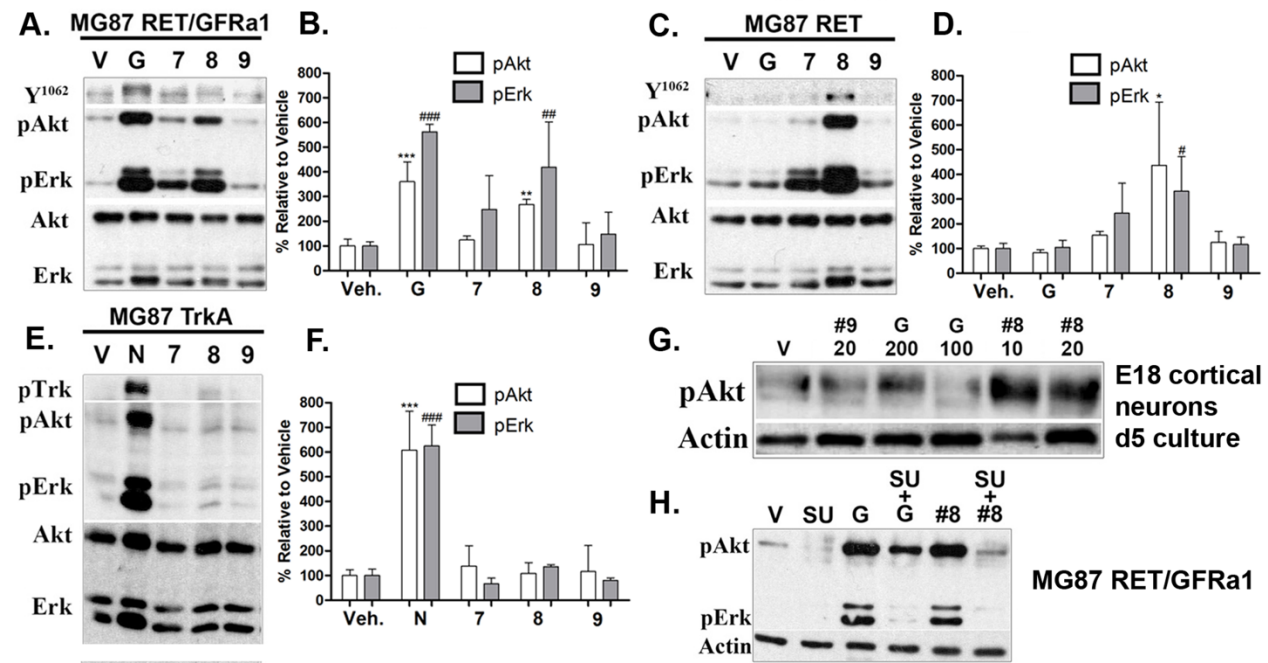 A. MG87 RET/GFRa1
V G 7 8 9
Y1062
pAkt
pErk
Akt
Erk
B.
pAkt
pErk
% Relative to Vehicle
800
700
600
500
400
300
200
100
0
*** ### ** ##
Veh. G 7 8 9
C. MG87 RET
V G 7 8 9
Y1062
pAkt
pErk
Akt
Erk
D.
pAkt
pErk
% Relative to Vehicle
800
700
600
500
400
300
200
100
0
* #
Veh. G 7 8 9
E. MG87 TrkA
V N 7 8 9
pTrk
pAkt
pErk
Akt
Erk
F.
pAkt
pErk
% Relative to Vehicle
800
700
600
500
400
300
200
100
0
*** ###
Veh. N 7 8 9
G.
#9 G G #8 #8
V 20 200 100 10 20
pAkt
Actin
E18 cortical
neurons
d5 culture
H.
SU SU
+ +
V SU G G #8 #8
pAkt
pErk
Actin
MG87 RET/GFRa1